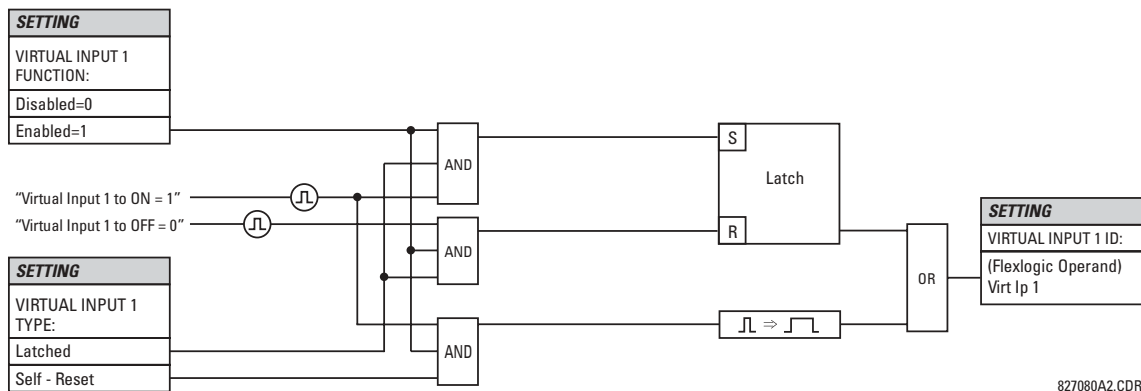 SETTING
VIRTUAL INPUT 1
FUNCTION:
Disabled=0
Enabled=1
“Virtual Input 1 to ON = 1”
“Virtual Input 1 to OFF = 0”
SETTING
VIRTUAL INPUT 1
TYPE:
Latched
Self - Reset
AND
AND
AND
S
Latch
R
OR
SETTING
VIRTUAL INPUT 1 ID:
(Flexlogic Operand)
Virt Ip 1
827080A2.CDR